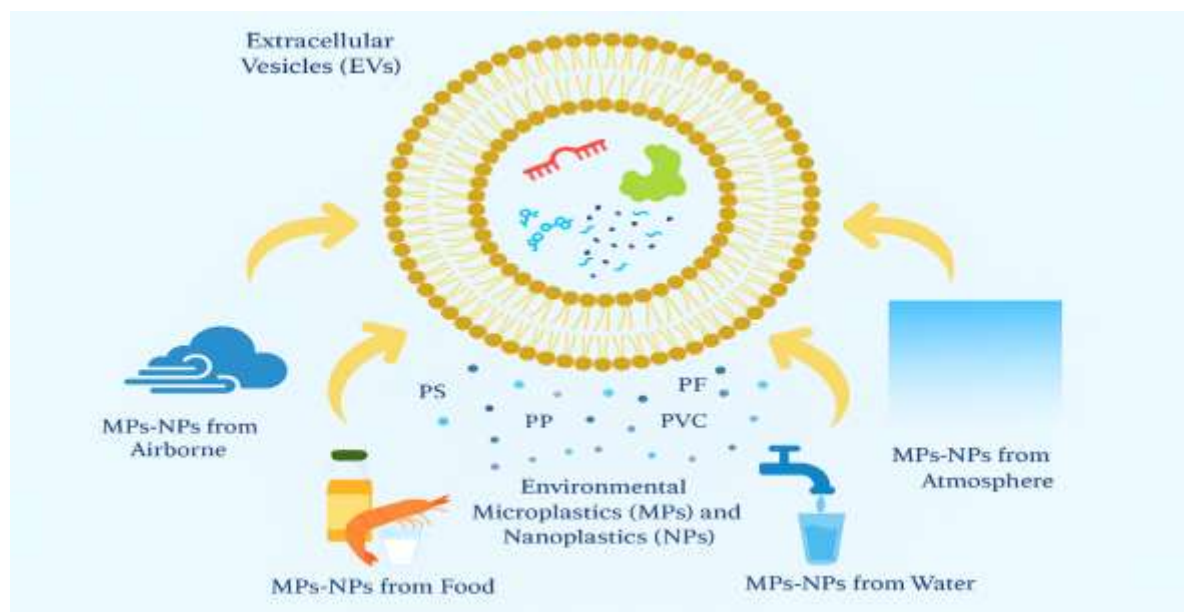 Extracellular
Vesicles (EVs)
PS
PF
PP
PVC
MPs-NPs from
Airborne
MPs-NPs from
Atmosphere
Environmental
Microplastics (MPs) and
Nanoplastics (NPs)
MPs-NPs from Food
MPs-NPs from Water